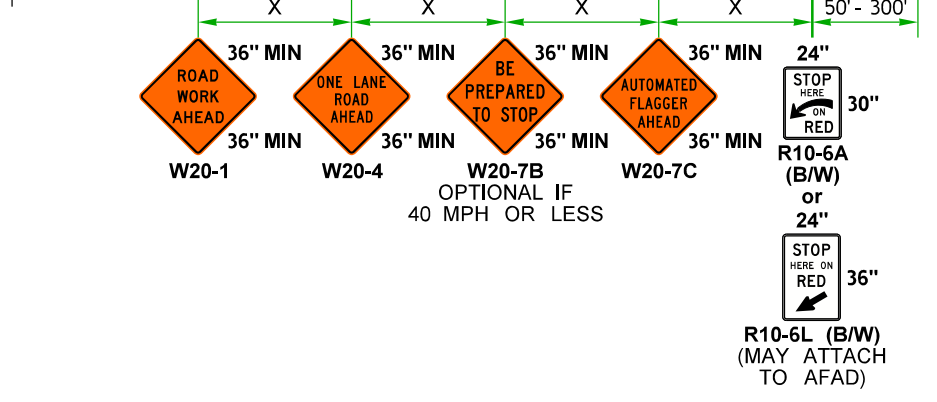 X X X X 50' - 300'
36" MIN 36" MIN 36" MIN 36" MIN 24"
ROAD
WORK
AHEAD
36" MIN
W20-1
ONE LANE
ROAD
AHEAD
36" MIN
W20-4
BE
PREPARED
TO STOP
36" MIN
W20-7B
OPTIONAL IF
40 MPH OR LESS
AUTOMATED
FLAGGER
AHEAD
36" MIN
W20-7C
STOP
HERE
ON
RED
30"
R10-6A
(B/W)
or
24"
STOP
HERE ON
RED
36"
R10-6L (B/W)
(MAY ATTACH
TO AFAD)